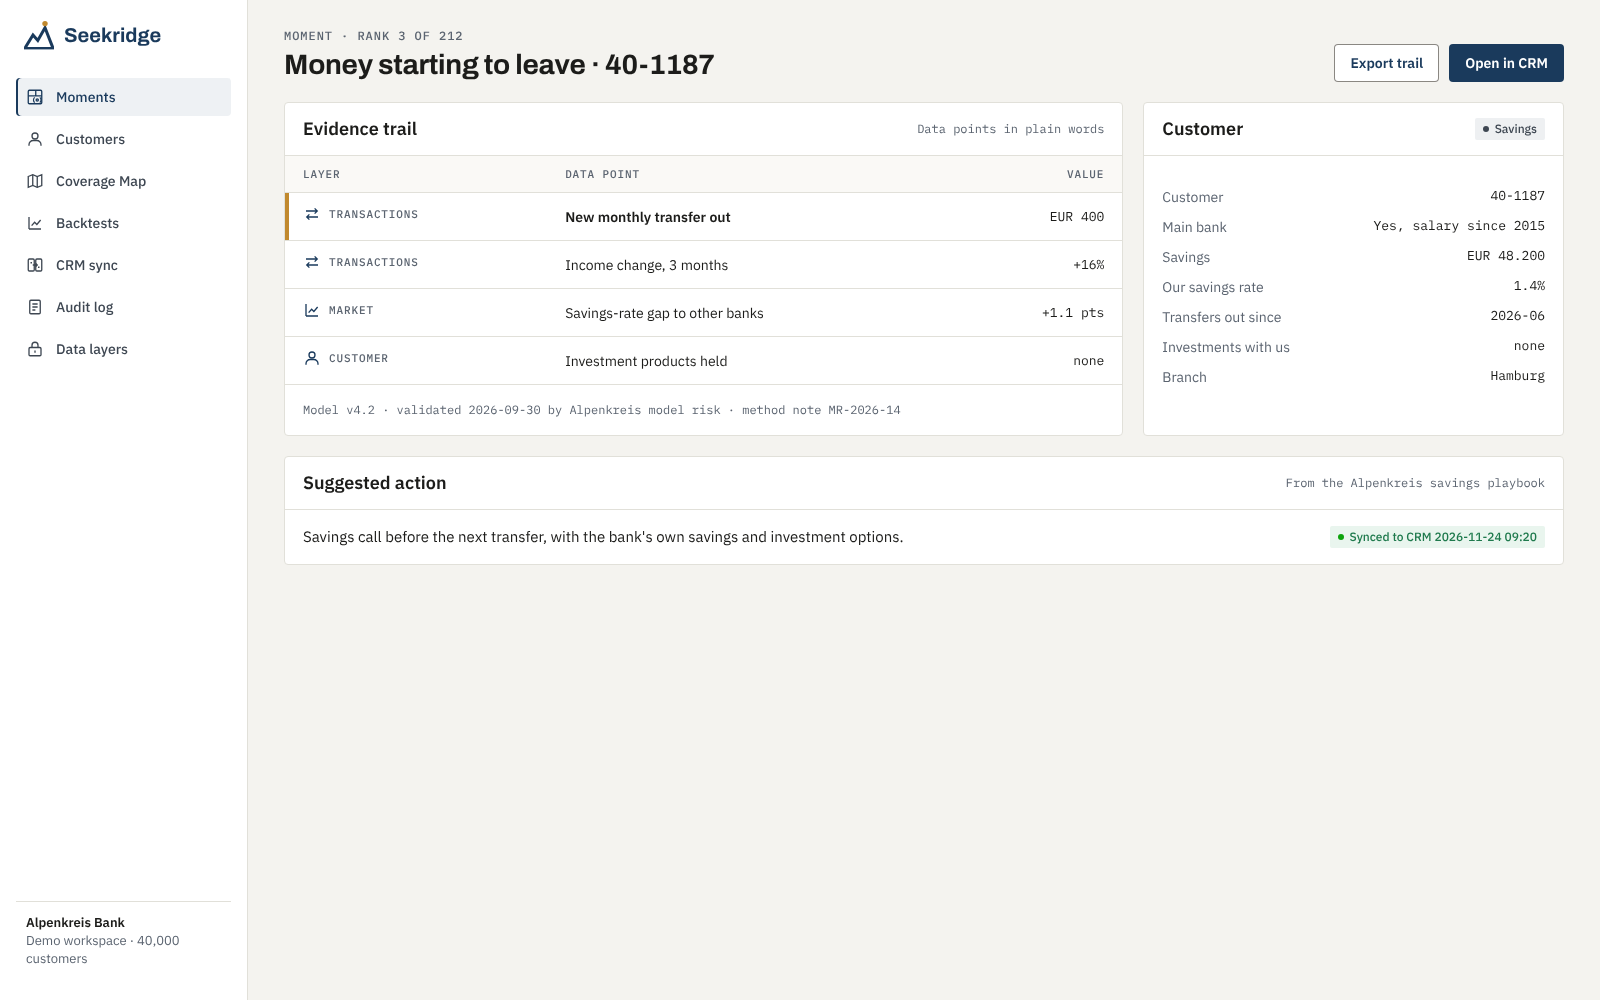 Seekridge
Moments
Customers
Coverage Map
Backtests
CRM sync
Audit log
Data layers
Alpenkreis Bank
Demo workspace · 40,000
customers
MOMENT · RANK 3 OF 212
Money starting to leave · 40-1187
Export trail
Open in CRM
Evidence trail
Data points in plain words
LAYER DATA POINT VALUE
TRANSACTIONS New monthly transfer out EUR 400
TRANSACTIONS Income change, 3 months +16%
MARKET Savings-rate gap to other banks +1.1 pts
CUSTOMER Investment products held none
Model v4.2 · validated 2026-09-30 by Alpenkreis model risk · method note MR-2026-14
Customer
Savings
Customer 40-1187
Main bank Yes, salary since 2015
Savings EUR 48.200
Our savings rate 1.4%
Transfers out since 2026-06
Investments with us none
Branch Hamburg
Suggested action
From the Alpenkreis savings playbook
Savings call before the next transfer, with the bank's own savings and investment options.
Synced to CRM 2026-11-24 09:20